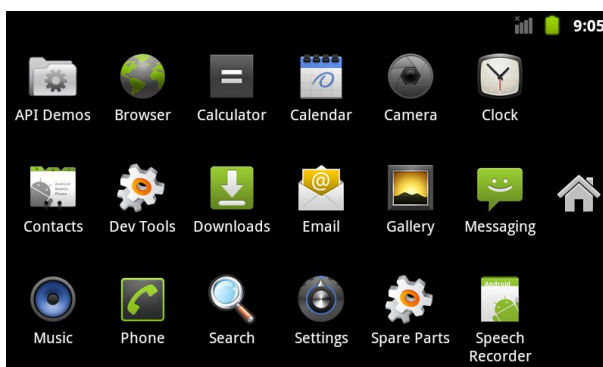 9:05
API Demos Browser Calculator Calendar Camera Clock
Contacts Dev Tools Downloads Email Gallery Messaging
Music Phone Search Settings Spare Parts Speech
Recorder